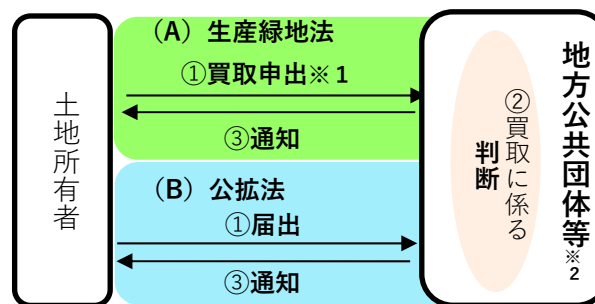 土地所有者
（A）生産緑地法
①買取申出※1
③通知
（B）公拡法
①届出
③通知
②買取に係る
判断
地方公共団体等※2